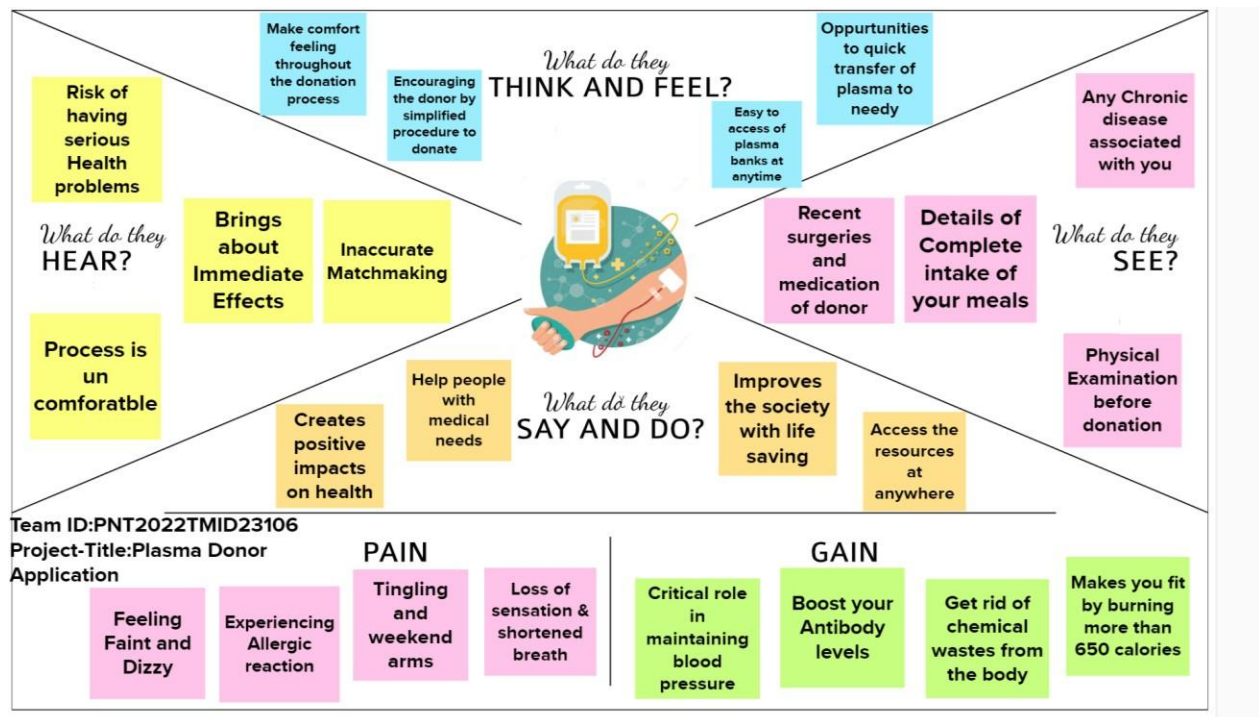 What do they
THINK AND FEEL?
Make comfort
feeling
throughout
the donation
process
Encouraging
the donor by
simplified
procedure to
donate
Easy to
access of
plasma
banks at
anytime
Oppurtunities
to quick
transfer of
plasma to
needy
What do they
HEAR?
Risk of
having
serious
Health
problems
Brings
about
Immediate
Effects
Inaccurate
Matchmaking
Process is
un
comforatble
What do they
SEE?
Any Chronic
disease
associated
with you
Recent
surgeries
and
medication
of donor
Details of
Complete
intake of
your meals
Physical
Examination
before
donation
What do they
SAY AND DO?
Creates
positive
impacts
on health
Help people
with
medical
needs
Improves
the society
with life
saving
Access the
resources
at
anywhere
Team ID:PNT2022TMID23106
Project-Title:Plasma Donor
Application
PAIN
Feeling
Faint and
Dizzy
Experiencing
Allergic
reaction
Tingling
and
weekend
arms
Loss of
sensation &
shortened
breath
GAIN
Critical role
in
maintaining
blood
pressure
Boost your
Antibody
levels
Get rid of
chemical
wastes from
the body
Makes you fit
by burning
more than
650 calories